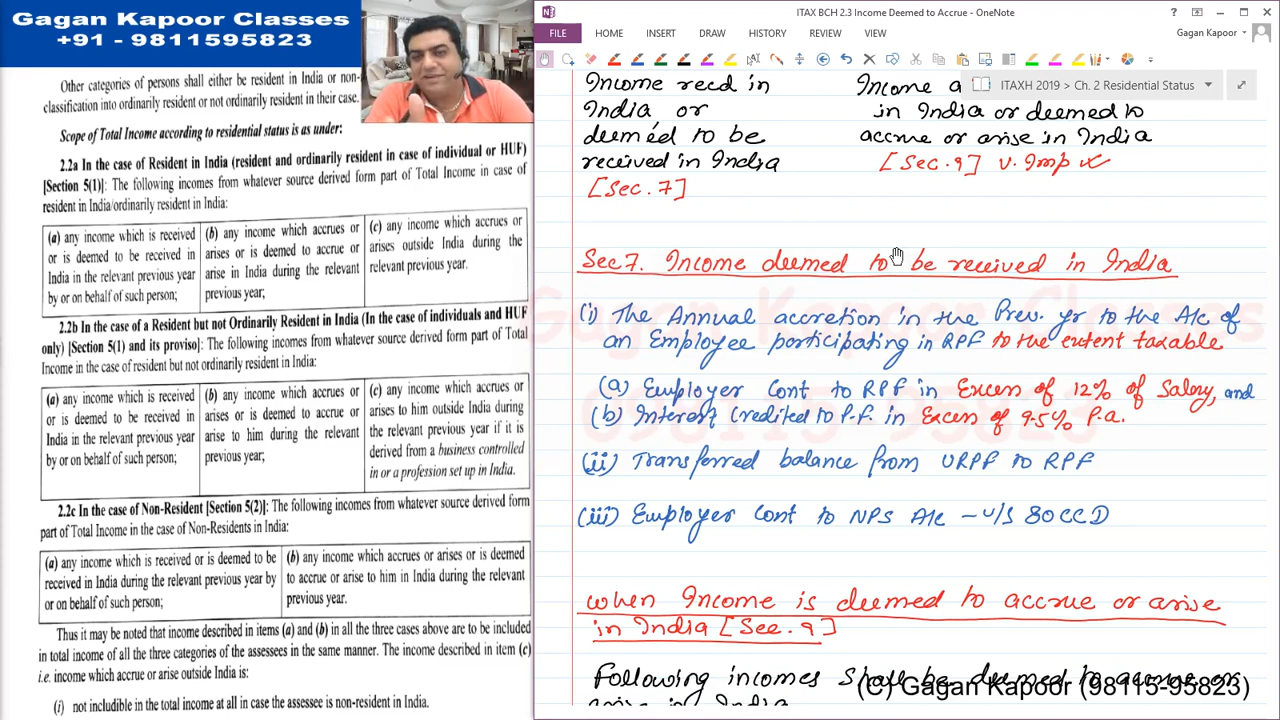 Gagan Kapoor Classes
+91 - 9811595823
Other categories of persons shall either be resident in India or non-
classification into ordinarily resident or not ordinarily resident in their case.
Scope of Total Income according to residential status is as under:
2.2a In the case of Resident in India (resident and ordinarily resident in case of individual or HUF)
[Section 5(1)]: The following incomes from whatever source derived form part of Total Income in case of
resident in India/ordinarily resident in India:
(a) any income which is received
or is deemed to be received in
India in the relevant previous year
by or on behalf of such person;
(b) any income which accrues or
arises or is deemed to accrue or
arise in India during the relevant
previous year;
(c) any income which accrues or
arises outside India during the
relevant previous year.
2.2b In the case of a Resident but not Ordinarily Resident in India (In the case of individuals and HUF
only) [Section 5(1) and its proviso]: The following incomes from whatever source derived form part of Total
Income in the case of resident but not ordinarily resident in India:
(a) any income which is received
or is deemed to be received in
India in the relevant previous year
by or on behalf of such person;
(b) any income which accrues or
arises or is deemed to accrue or
arise to him during the relevant
previous year;
(c) any income which accrues or
arises to him outside India during
the relevant previous year if it is
derived from a business controlled
in or a profession set up in India.
2.2c In the case of Non-Resident [Section 5(2)]: The following incomes from whatever source derived form
part of Total Income in the case of Non-Residents in India:
(a) any income which is received or is deemed to be
received in India during the relevant previous year by
or on behalf of such person;
(b) any income which accrues or arises or is deemed
to accrue or arise to him in India during the relevant
previous year.
Thus it may be noted that income described in items (a) and (b) in all the three cases above are to be included
in total income of all the three categories of the assessees in the same manner. The income described in item (c)
i.e. income which accrue or arise outside India is:
(i) not includible in the total income at all in case the assessee is non-resident in India.
ITAX BCH 2.3 Income Deemed to Accrue - OneNote
FILE HOME INSERT DRAW HISTORY REVIEW VIEW
Gagan Kapoor
ITAXH 2019 > Ch. 2 Residential Status
Income recd in
India or
deemed to be
received in India
[Sec.7]
Income a
in India or deemed to
accrue or arise in India
[Sec.9] v. Imp
Sec 7. Income deemed to be received in India
(i) The Annual accretion in the Prev. yr to the A/c of
an Employee participating in RPF to the extent taxable
(a) Employer Cont to RPF in Excess of 12% of Salary, and
(b) Interest Credited to P.F. in Excess of 9.5% P.a.
(ii) Transferred balance from URPF to RPF
(iii) Employer Cont to NPS A/c - u/s 80CCD
When Income is deemed to accrue or arise
in India [Sec. 9]
Following incomes shall be deemed to accrue or
arise in India
(C) Gagan Kapoor (98115-95823)
Gagan Kapoor Classes